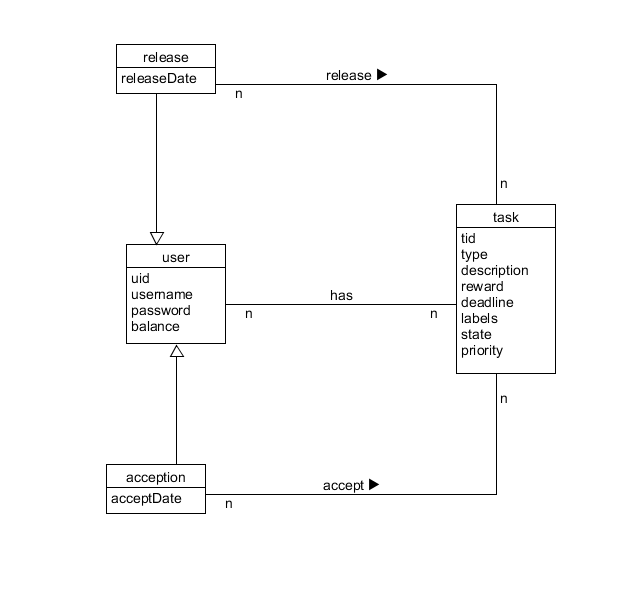 release
releaseDate
release ▶
n
n
task
tid
type
description
reward
deadline
labels
state
priority
user
uid
username
password
balance
has
n
n
n
acception
acceptDate
accept ▶
n